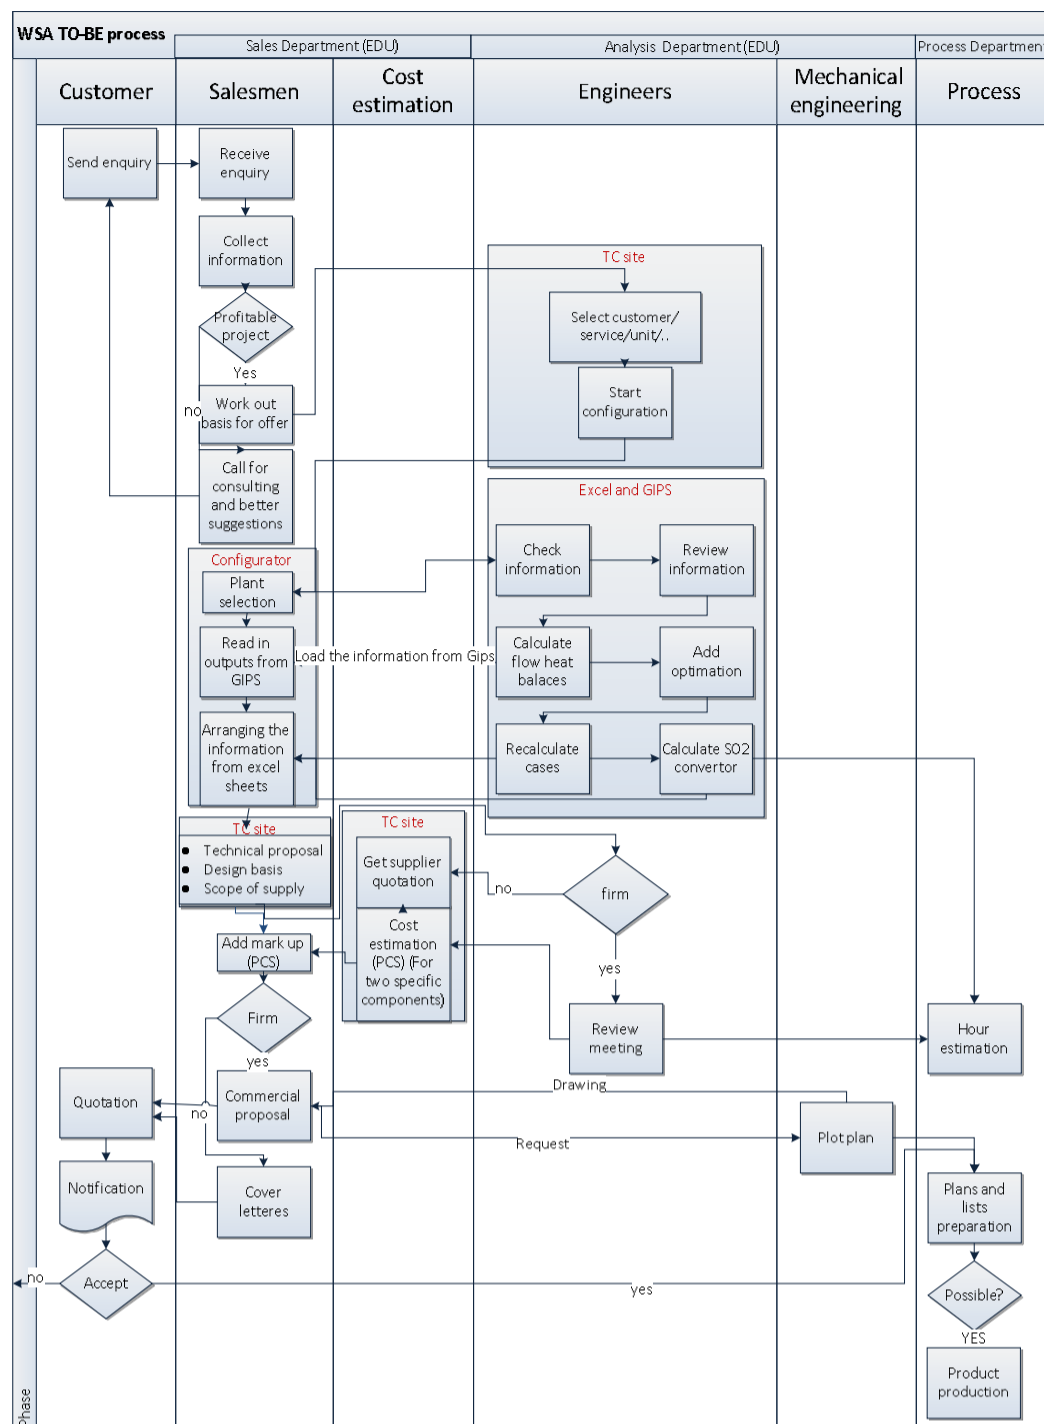 WSA TO-BE process
Sales Department (EDU)
Analysis Department (EDU)
Process Department
Customer
Salesmen
Cost
estimation
Engineers
Mechanical
engineering
Process
Send enquiry
Receive
enquiry
Collect
information
Profitable
project
Yes
no
Work out
basis for offer
Call for
consulting
and better
suggestions
TC site
Select customer/
service/unit/..
Start
configuration
Excel and GIPS
Check
information
Review
information
Calculate
flow heat
balaces
Add
optimation
Recalculate
cases
Calculate SO2
convertor
Configurator
Plant
selection
Read in
outputs from
GIPS
Load the information from Gips
Arranging the
information
from excel
sheets
TC site
Technical proposal
Design basis
Scope of supply
TC site
Get supplier
quotation
Cost
estimation
(PCS) (For
two specific
components)
no
firm
yes
Add mark up
(PCS)
Firm
yes
no
Review
meeting
Hour
estimation
Drawing
Quotation
Commercial
proposal
Request
Plot plan
Notification
Cover
letteres
Plans and
lists
preparation
no
Accept
yes
Possible?
YES
Product
production
Phase